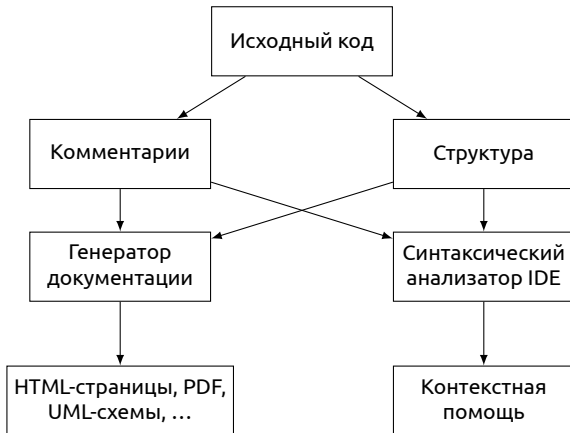 Исходный код
Комментарии
Структура
Генератор
документации
Синтаксический
анализатор IDE
HTML-страницы, PDF,
UML-схемы, …
Контекстная
помощь